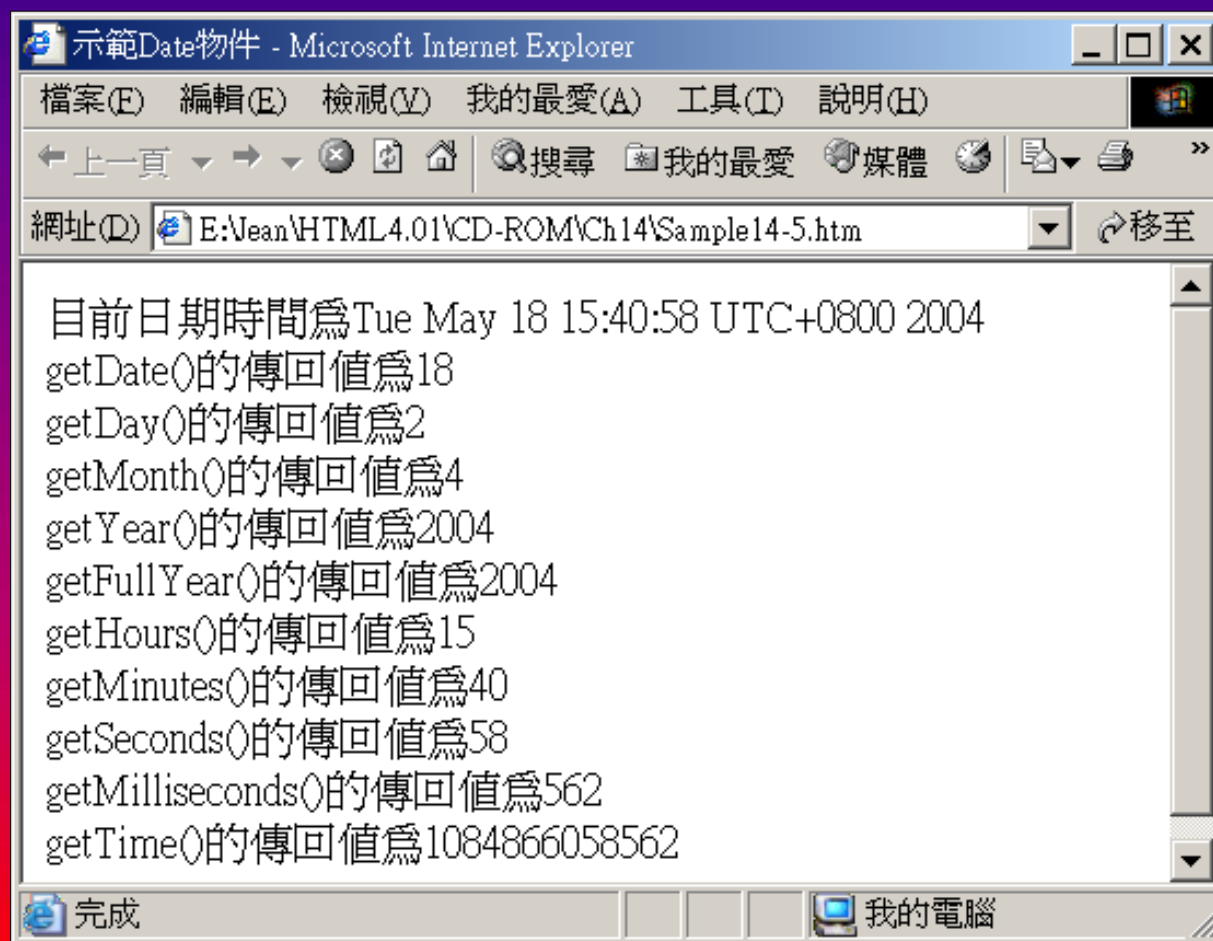 示範Date物件 - Microsoft Internet Explorer
檔案(F) 編輯(E) 檢視(V) 我的最愛(A) 工具(T) 說明(H)
上一頁 搜尋 我的最愛 媒體 »
網址(D) E:\Jean\HTML4.01\CD-ROM\Ch14\Sample14-5.htm 移至
目前日期時間為Tue May 18 15:40:58 UTC+0800 2004
getDate()的傳回值為18
getDay()的傳回值為2
getMonth()的傳回值為4
getYear()的傳回值為2004
getFullYear()的傳回值為2004
getHours()的傳回值為15
getMinutes()的傳回值為40
getSeconds()的傳回值為58
getMilliseconds()的傳回值為562
getTime()的傳回值為1084866058562
完成 我的電腦